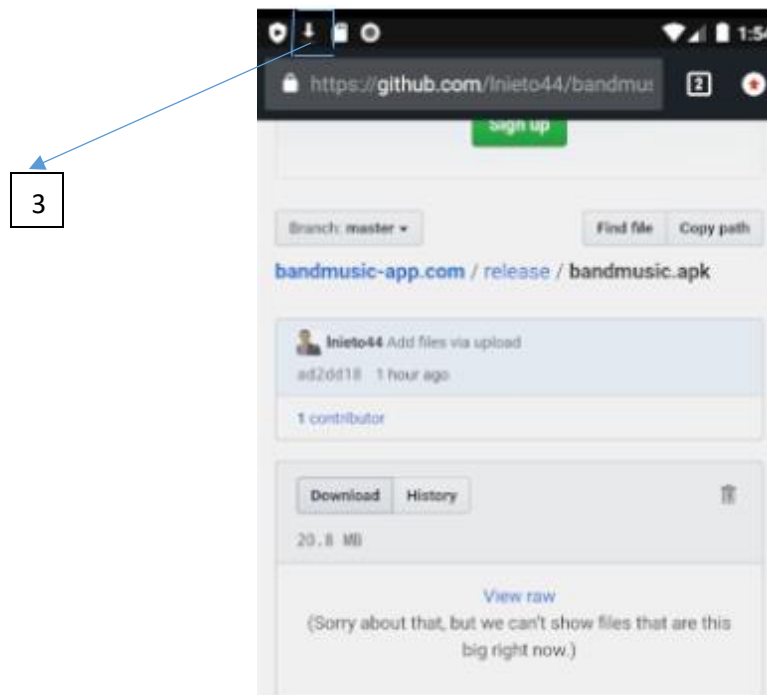 1:54
https://github.com/lnieto44/bandmus
2
Sign up
3
Branch: master
Find file
Copy path
bandmusic-app.com / release / bandmusic.apk
lnieto44 Add files via upload
ad2dd18 1 hour ago
1 contributor
Download
History
20.8 MB
View raw
(Sorry about that, but we can't show files that are this
big right now.)